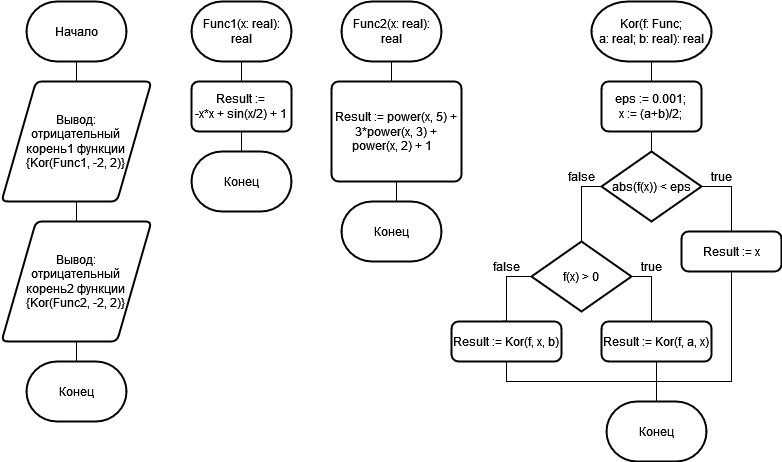 Начало
Вывод:
отрицательный
корень1 функции
{Kor(Func1, -2, 2)}
Вывод:
отрицательный
корень2 функции
{Kor(Func2, -2, 2)}
Конец
Func1(x: real):
real
Result :=
-x*x + sin(x/2) + 1
Конец
Func2(x: real):
real
Result := power(x, 5) +
3*power(x, 3) +
power(x, 2) + 1
Конец
Kor(f: Func;
a: real; b: real): real
eps := 0.001;
x := (a+b)/2;
abs(f(x)) < eps
false
true
f(x) > 0
Result := x
false
true
Result := Kor(f, x, b)
Result := Kor(f, a, x)
Конец